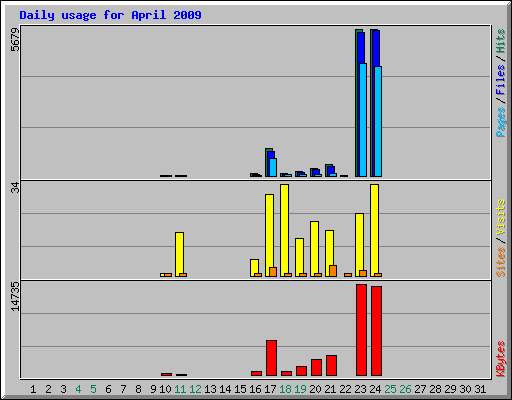 Daily usage for April 2009
5679
34
14735
Pages / Files / Hits
Sites / Visits
KBytes
1 2 3 4 5 6 7 8 9 10 11 12 13 14 15 16 17 18 19 20 21 22 23 24 25 26 27 28 29 30 31